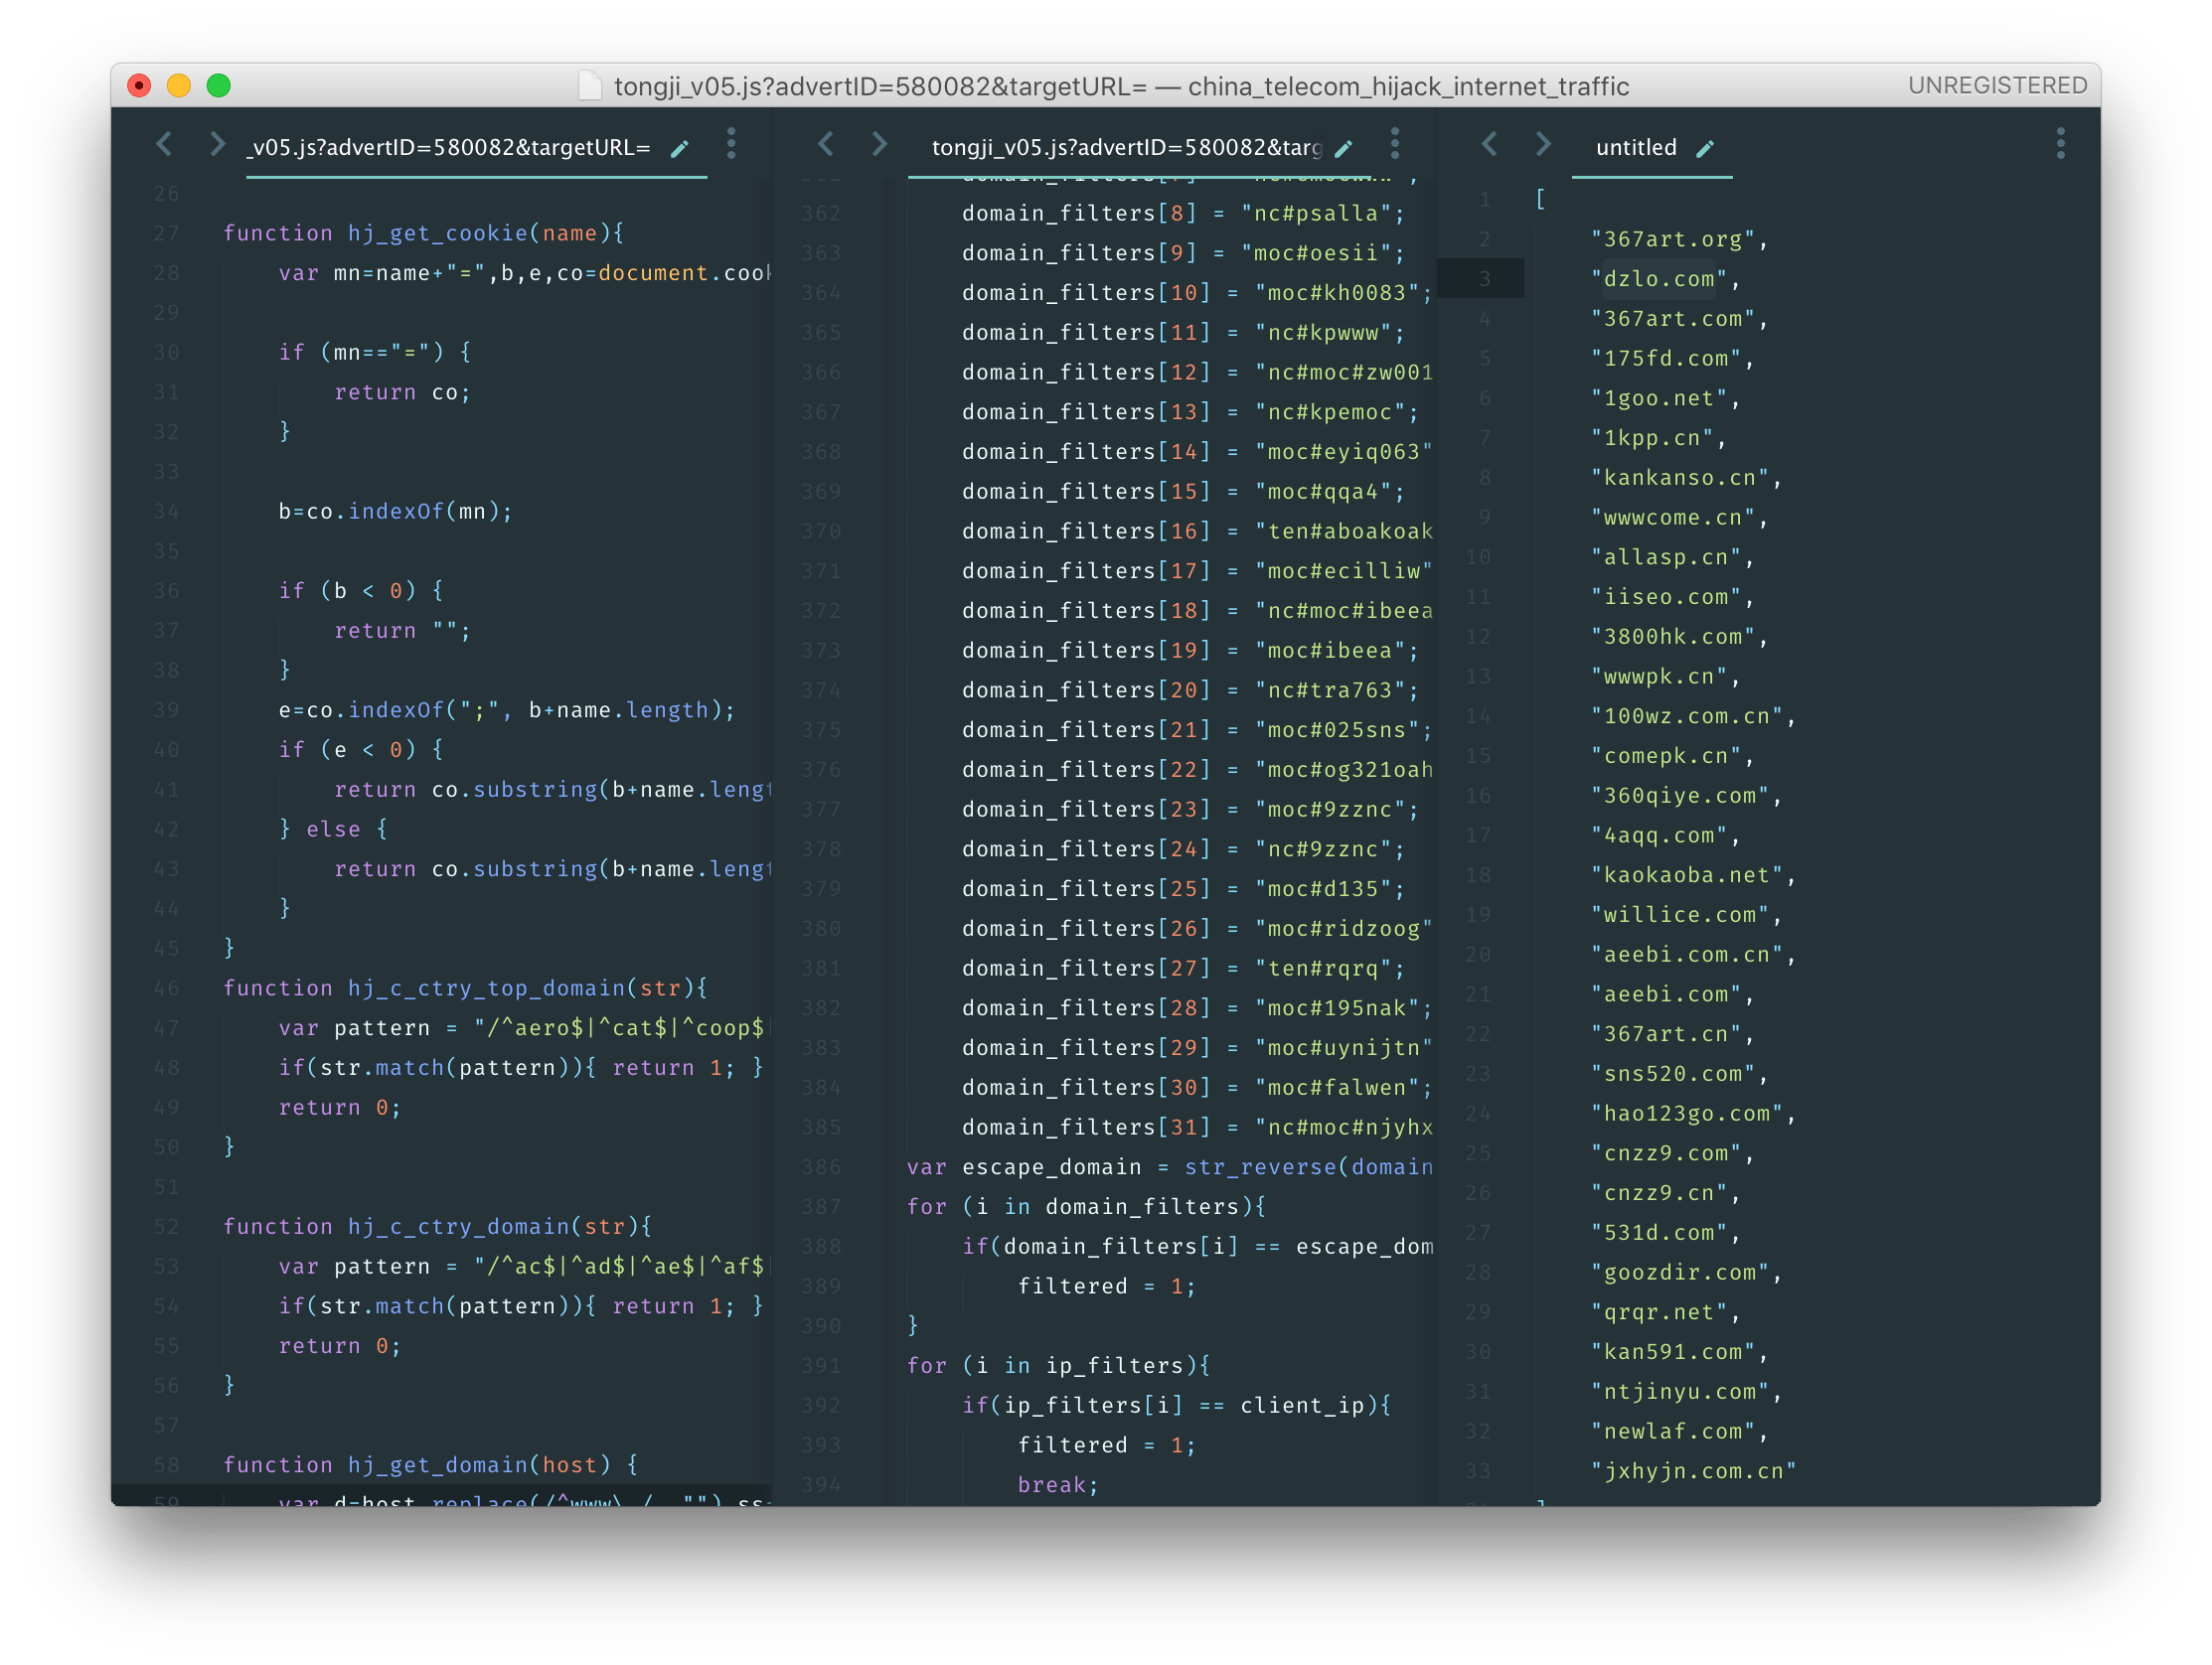 tongji_v05.js?advertID=580082&targetURL= — china_telecom_hijack_internet_traffic
UNREGISTERED
_v05.js?advertID=580082&targetURL=
26
27 function hj_get_cookie(name){
28 var mn=name+"=",b,e,co=document.cook
29
30 if (mn=="=") {
31 return co;
32 }
33
34 b=co.indexOf(mn);
35
36 if (b < 0) {
37 return "";
38 }
39 e=co.indexOf(";", b+name.length);
40 if (e < 0) {
41 return co.substring(b+name.lengt
42 } else {
43 return co.substring(b+name.lengt
44 }
45 }
46 function hj_c_ctry_top_domain(str){
47 var pattern = "/^aero$|^cat$|^coop$|
48 if(str.match(pattern)){ return 1; }
49 return 0;
50 }
51
52 function hj_c_ctry_domain(str){
53 var pattern = "/^ac$|^ad$|^ae$|^af$|
54 if(str.match(pattern)){ return 1; }
55 return 0;
56 }
57
58 function hj_get_domain(host) {
59 var d=host.replace(/^www\./, "")
tongji_v05.js?advertID=580082&targ
362 domain_filters[8] = "nc#psalla";
363 domain_filters[9] = "moc#oesii";
364 domain_filters[10] = "moc#kh0083";
365 domain_filters[11] = "nc#kpwww";
366 domain_filters[12] = "nc#moc#zw001
367 domain_filters[13] = "nc#kpemoc";
368 domain_filters[14] = "moc#eyiq063"
369 domain_filters[15] = "moc#qqa4";
370 domain_filters[16] = "ten#aboakoak
371 domain_filters[17] = "moc#ecilliw"
372 domain_filters[18] = "nc#moc#ibeea
373 domain_filters[19] = "moc#ibeea";
374 domain_filters[20] = "nc#tra763";
375 domain_filters[21] = "moc#025sns";
376 domain_filters[22] = "moc#og321oah
377 domain_filters[23] = "moc#9zznc";
378 domain_filters[24] = "nc#9zznc";
379 domain_filters[25] = "moc#d135";
380 domain_filters[26] = "moc#ridzoog"
381 domain_filters[27] = "ten#rqrq";
382 domain_filters[28] = "moc#195nak";
383 domain_filters[29] = "moc#uynijtn"
384 domain_filters[30] = "moc#falwen";
385 domain_filters[31] = "nc#moc#njyhx
386 var escape_domain = str_reverse(domain
387 for (i in domain_filters){
388 if(domain_filters[i] == escape_dom
389 filtered = 1;
390 }
391 for (i in ip_filters){
392 if(ip_filters[i] == client_ip){
393 filtered = 1;
394 break;
untitled
1 [
2 "367art.org",
3 "dzlo.com",
4 "367art.com",
5 "175fd.com",
6 "1goo.net",
7 "1kpp.cn",
8 "kankanso.cn",
9 "wwwcome.cn",
10 "allasp.cn",
11 "iiseo.com",
12 "3800hk.com",
13 "wwwpk.cn",
14 "100wz.com.cn",
15 "comepk.cn",
16 "360qiye.com",
17 "4aqq.com",
18 "kaokaoba.net",
19 "willice.com",
20 "aeebi.com.cn",
21 "aeebi.com",
22 "367art.cn",
23 "sns520.com",
24 "hao123go.com",
25 "cnzz9.com",
26 "cnzz9.cn",
27 "531d.com",
28 "goozdir.com",
29 "qrqr.net",
30 "kan591.com",
31 "ntjinyu.com",
32 "newlaf.com",
33 "jxhyjn.com.cn"